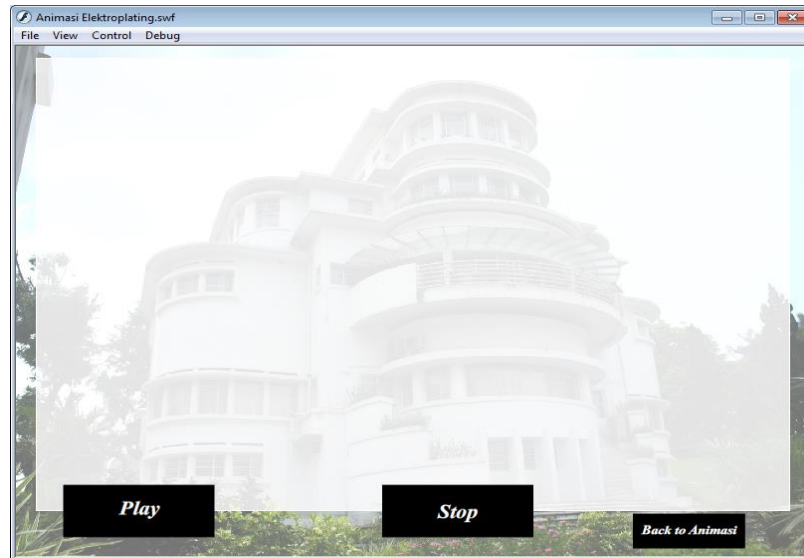 Animasi Elektroplating.swf
File View Control Debug
Play
Stop
Back to Animasi